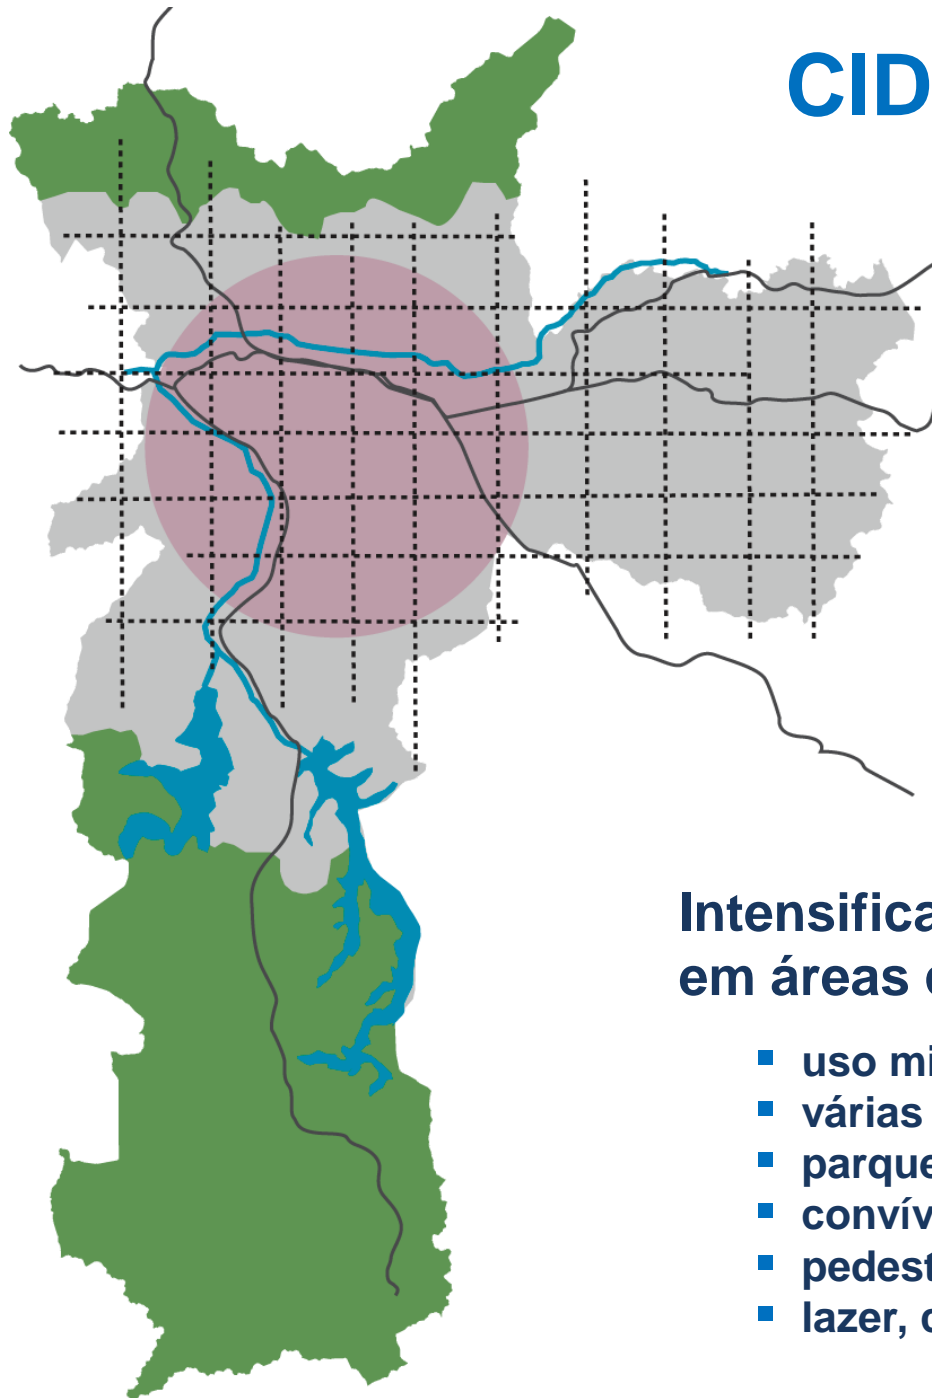 CID
Intensifica
em áreas
uso mi
várias
parque
convív
pedest
lazer,